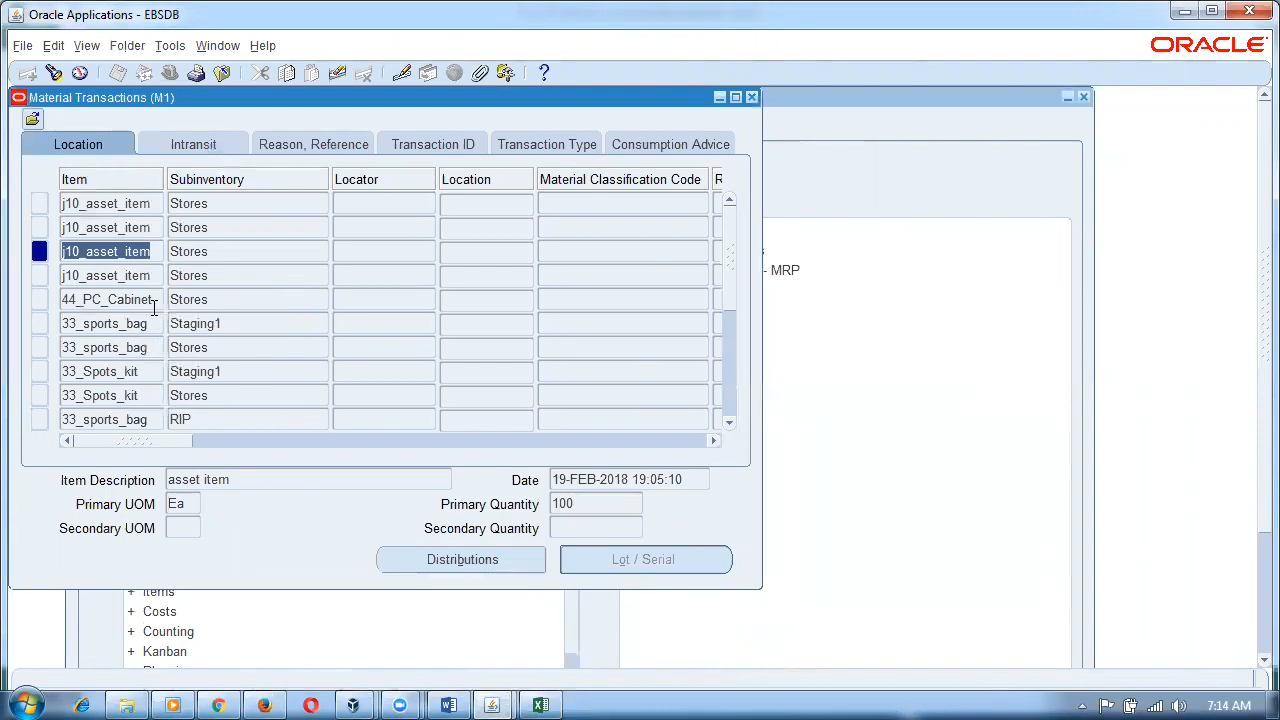 Oracle Applications - EBSDB
File Edit View Folder Tools Window Help
ORACLE
Material Transactions (M1)
Location Intransit Reason, Reference Transaction ID Transaction Type Consumption Advice
Item Subinventory Locator Location Material Classification Code R
j10_asset_item Stores
j10_asset_item Stores
j10_asset_item Stores
j10_asset_item Stores
44_PC_Cabinet Stores
33_sports_bag Staging1
33_sports_bag Stores
33_Spots_kit Staging1
33_Spots_kit Stores
33_sports_bag RIP
- MRP
Item Description asset item Date 19-FEB-2018 19:05:10
Primary UOM Ea Primary Quantity 100
Secondary UOM Secondary Quantity
Distributions Lot / Serial
+ Items
+ Costs
+ Counting
+ Kanban
7:14 AM